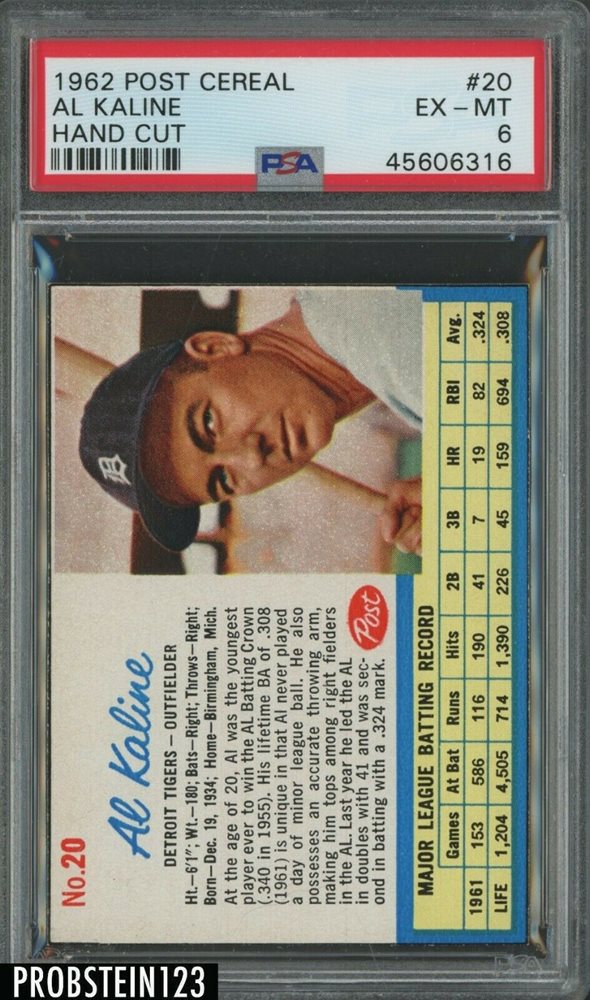 1962 POST CEREAL #20
AL KALINE EX – MT
HAND CUT 6
PSA 45606316
No.20
Al Kaline
DETROIT TIGERS — OUTFIELDER
Ht.—6'1"; Wt.—180; Bats—Right; Throws—Right;
Born—Dec. 19, 1934; Home—Birmingham, Mich.
At the age of 20, Al was the youngest
player ever to win the AL Batting Crown
(.340 in 1955). His lifetime BA of .308
(1961) is unique in that Al never played
a day of minor league ball. He also
possesses an accurate throwing arm,
making him tops among right fielders
in the AL. Last year he led the AL
in doubles with 41 and was sec-
ond in batting with a .324 mark.
Post
D
MAJOR LEAGUE BATTING RECORD
Games At Bat Runs Hits 2B 3B HR RBI Avg.
1961 153 586 116 190 41 7 19 82 .324
LIFE 1,204 4,505 714 1,390 226 45 159 694 .308
PROBSTEIN123